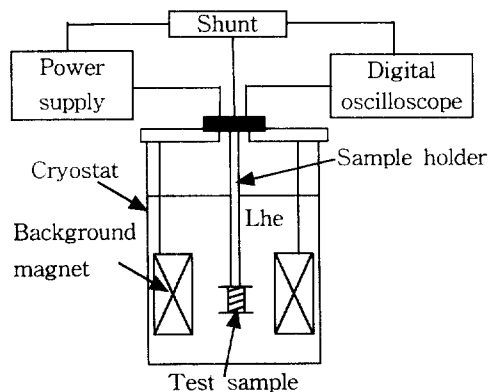 Shunt
Power
supply
Digital
oscilloscope
Sample holder
Cryostat
Lhe
Background
magnet
Test sample